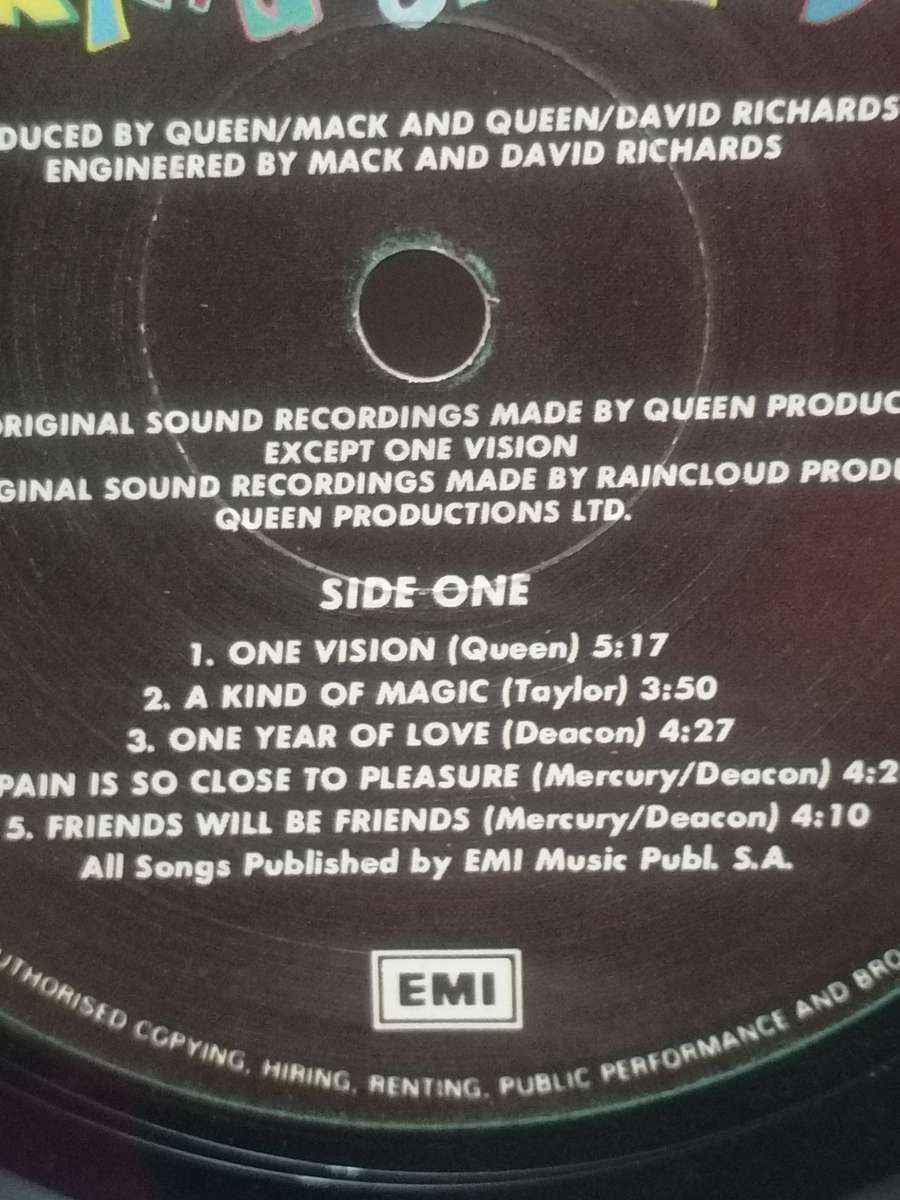 DUCED BY QUEEN/MACK AND QUEEN/DAVID RICHARDS
ENGINEERED BY MACK AND DAVID RICHARDS
RIGINAL SOUND RECORDINGS MADE BY QUEEN PRODUC
EXCEPT ONE VISION
GINAL SOUND RECORDINGS MADE BY RAINCLOUD PRODU
QUEEN PRODUCTIONS LTD.
SIDE ONE
1. ONE VISION (Queen) 5:17
2. A KIND OF MAGIC (Taylor) 3:50
3. ONE YEAR OF LOVE (Deacon) 4:27
PAIN IS SO CLOSE TO PLEASURE (Mercury/Deacon) 4:2
5. FRIENDS WILL BE FRIENDS (Mercury/Deacon) 4:10
All Songs Published by EMI Music Publ. S.A.
EMI
UTHORISED COPYING, HIRING, RENTING, PUBLIC PERFORMANCE AND BRO